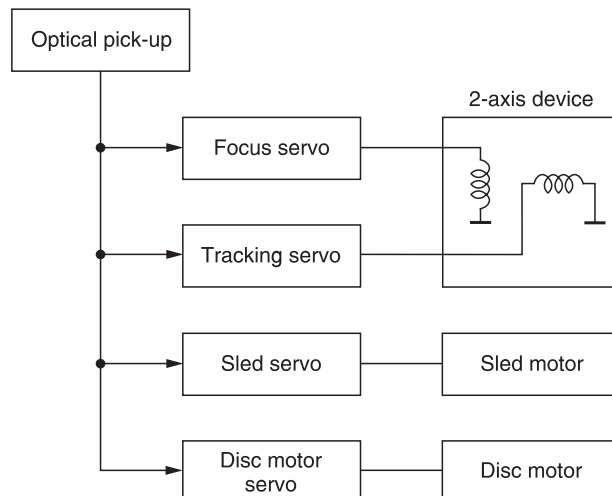 Optical pick-up
2-axis device
Focus servo
Tracking servo
Sled servo
Sled motor
Disc motor
servo
Disc motor